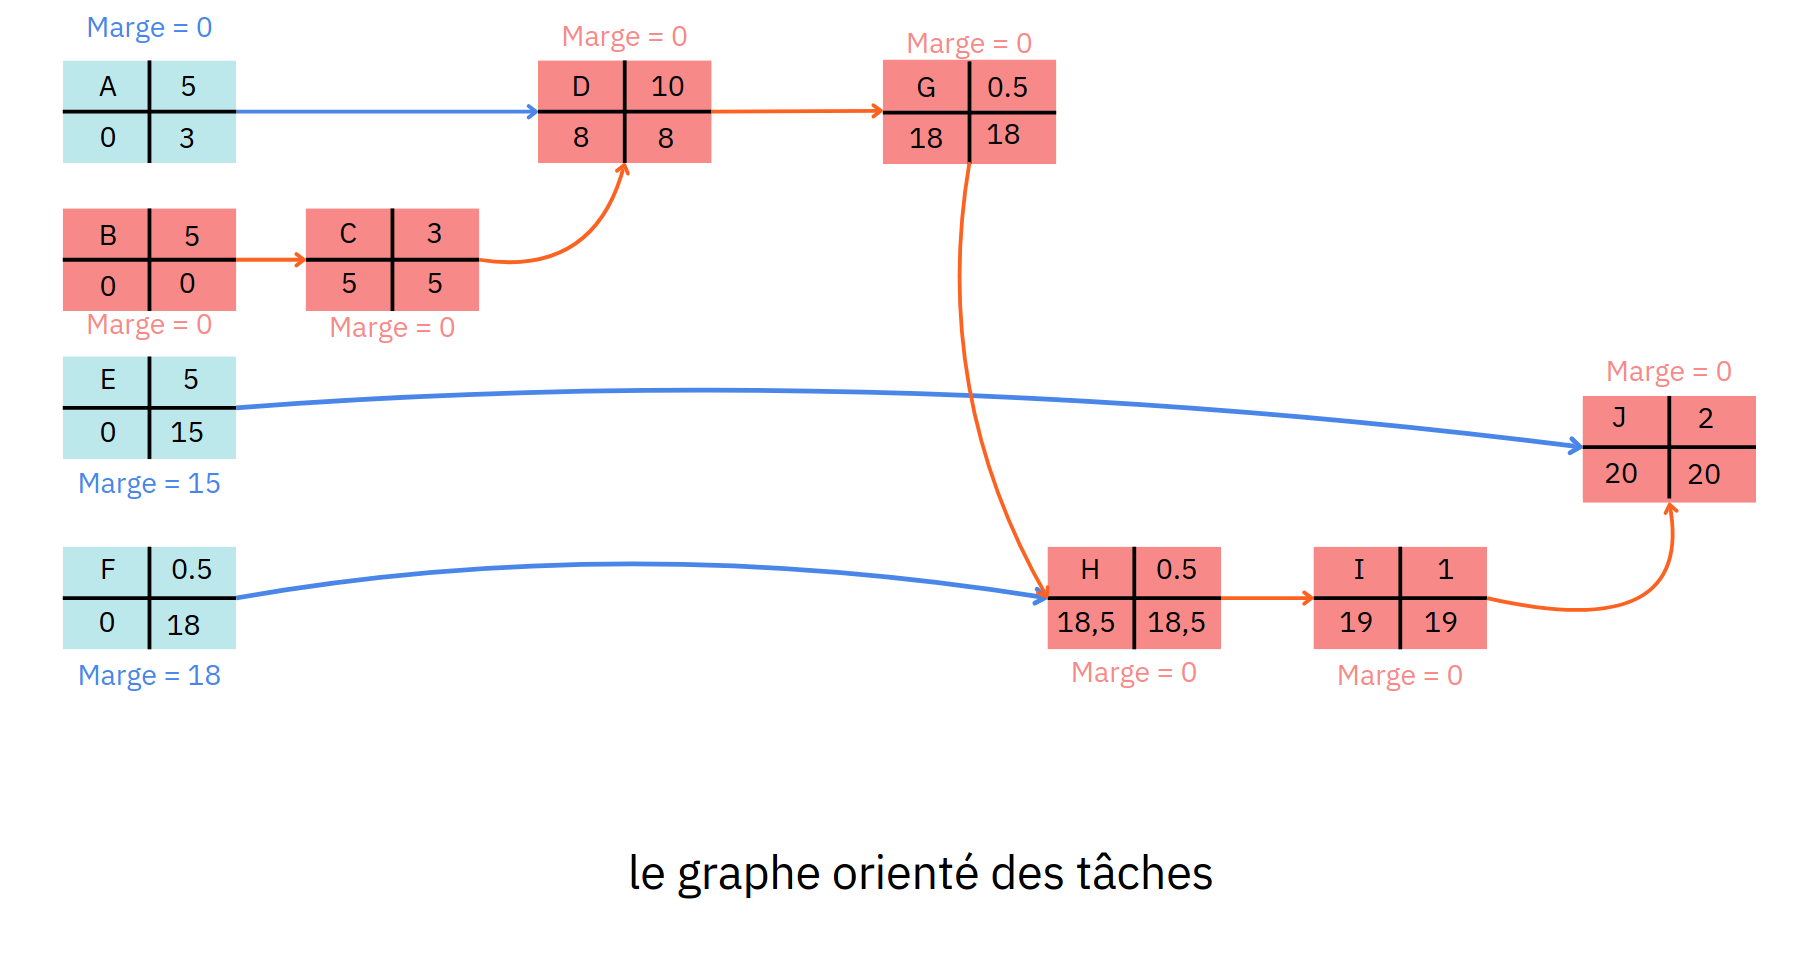 Marge = 0
A 5
0 3
Marge = 0
D 10
8 8
Marge = 0
G 0.5
18 18
B 5
0 0
Marge = 0
C 3
5 5
Marge = 0
E 5
0 15
Marge = 15
Marge = 0
J 2
20 20
F 0.5
0 18
Marge = 18
H 0.5
18,5 18,5
Marge = 0
I 1
19 19
Marge = 0
le graphe orienté des tâches